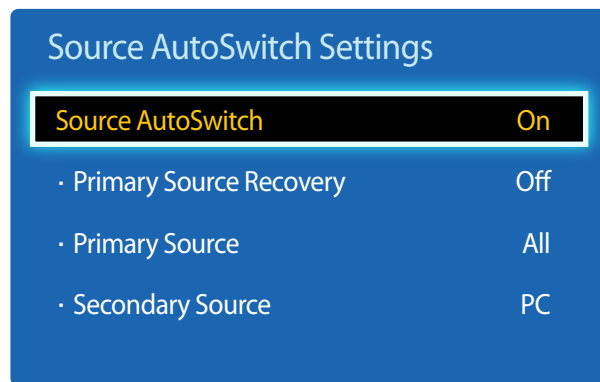 Source AutoSwitch Settings
Source AutoSwitch On
· Primary Source Recovery Off
· Primary Source All
· Secondary Source PC